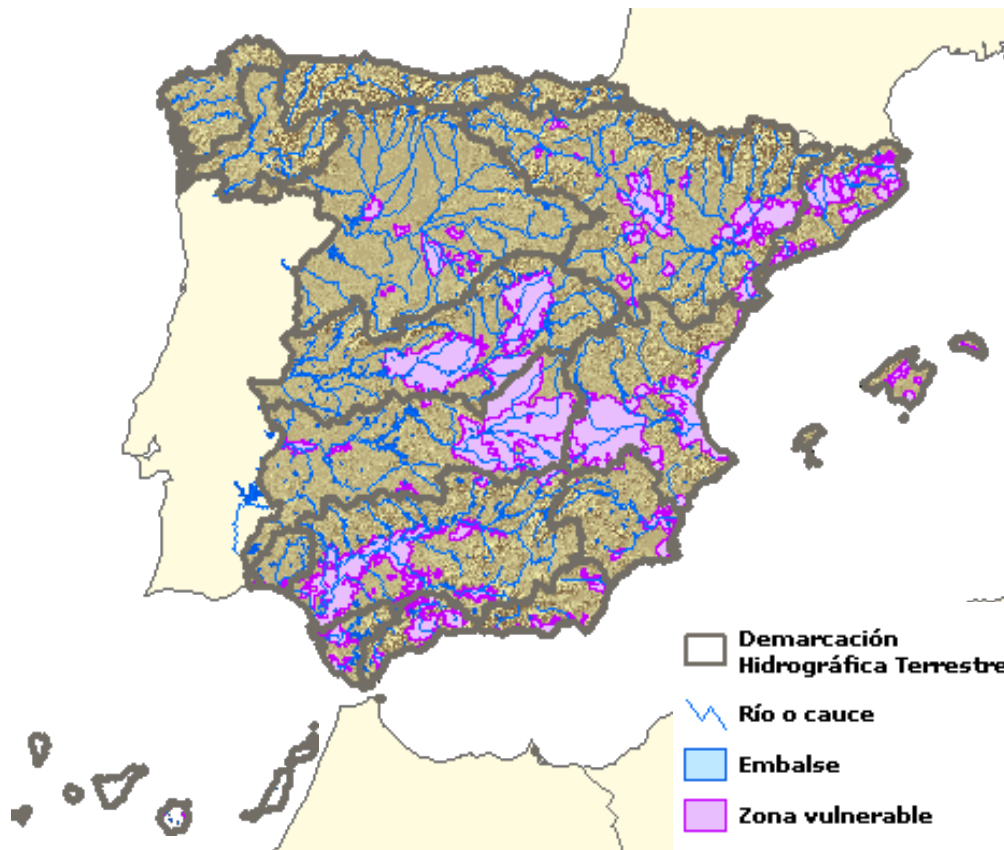 Demarcación
Hidrográfica Terrestre
Río o cauce
Embalse
Zona vulnerable